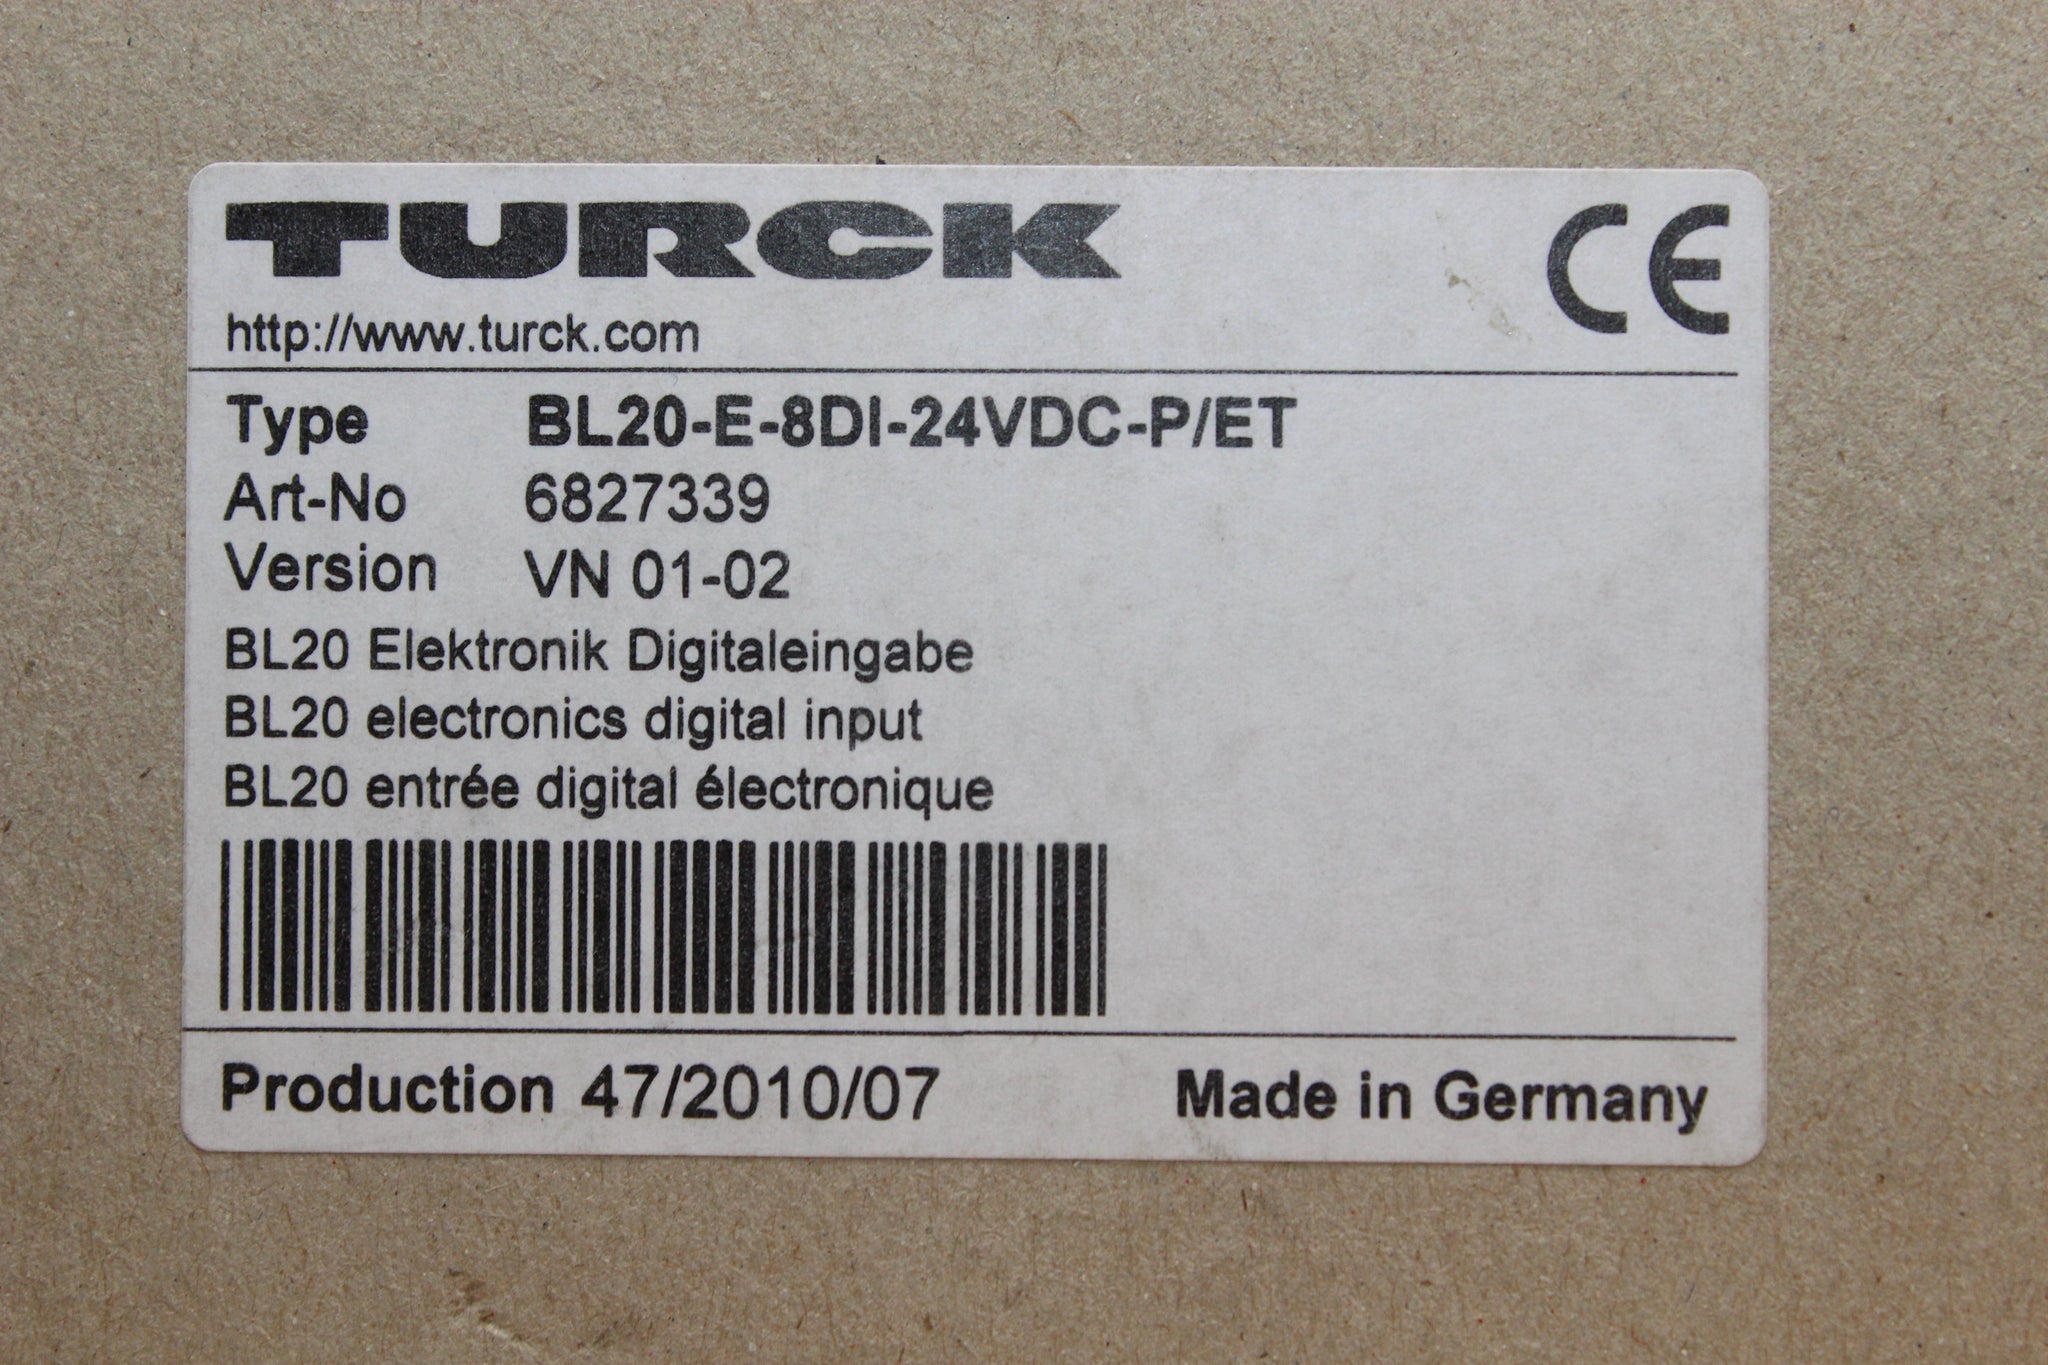 TURCK
CE
http://www.turck.com
Type BL20-E-8DI-24VDC-P/ET
Art-No 6827339
Version VN 01-02
BL20 Elektronik Digitaleingabe
BL20 electronics digital input
BL20 entrée digital électronique
Production 47/2010/07 Made in Germany